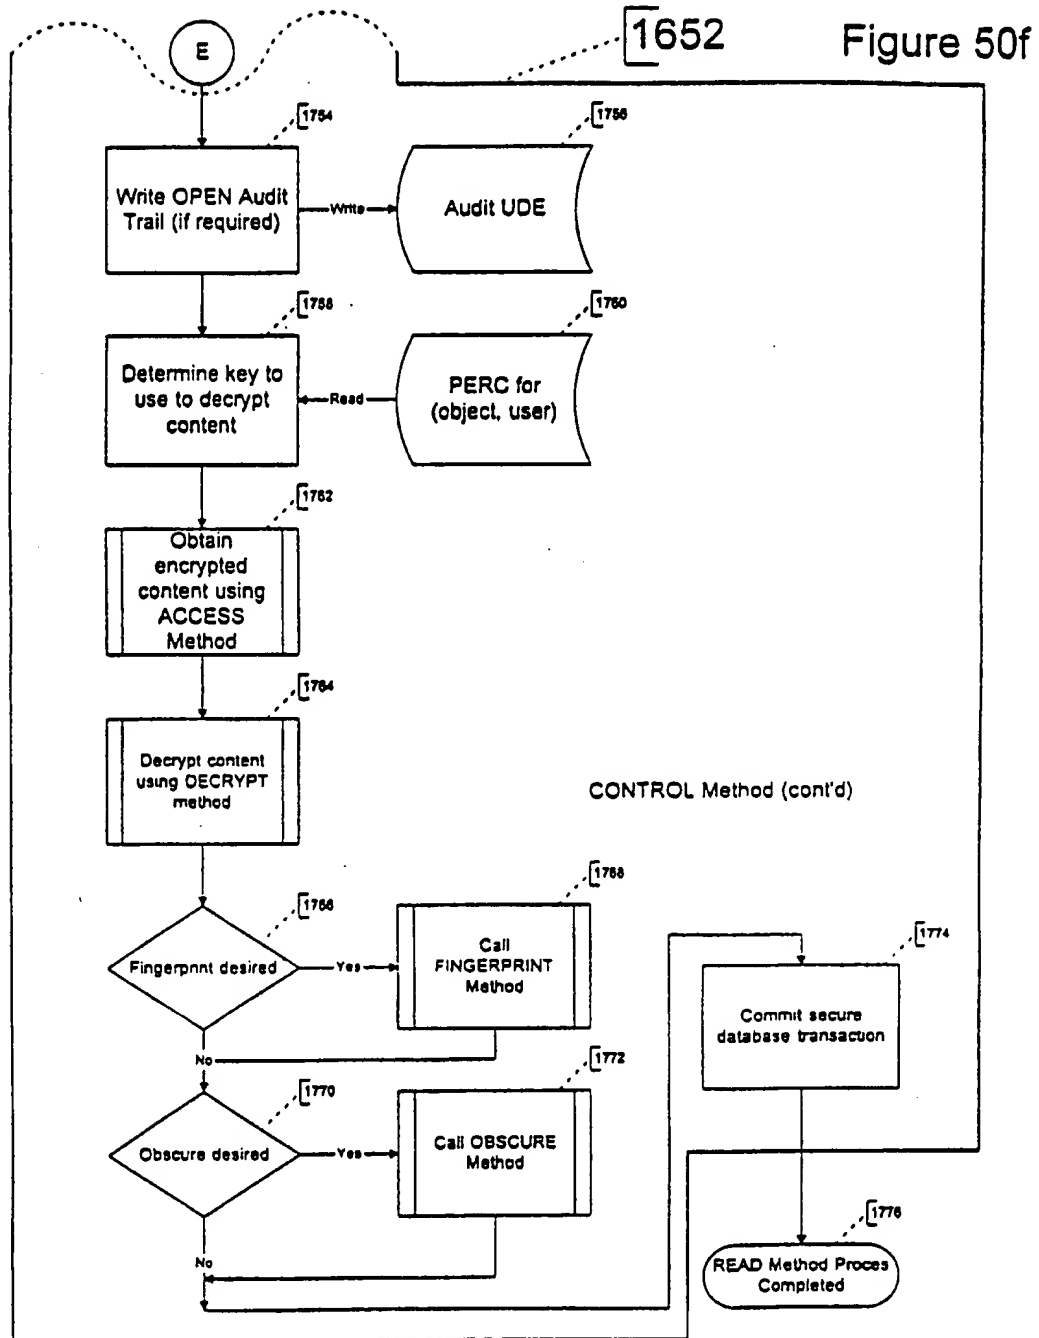 1652
Figure 50f
E
1754
Write OPEN Audit
Trail (if required)
Write
1756
Audit UDE
1758
Determine key to
use to decrypt
content
Read
1760
PERC for
(object, user)
1762
Obtain
encrypted
content using
ACCESS
Method
1764
Decrypt content
using DECRYPT
method
CONTROL Method (cont'd)
1766
Fingerprint desired
Yes
1768
Call
FINGERPRINT
Method
No
1770
Obscure desired
Yes
1772
Call OBSCURE
Method
No
1774
Commit secure
database transaction
1776
READ Method Proces
Completed